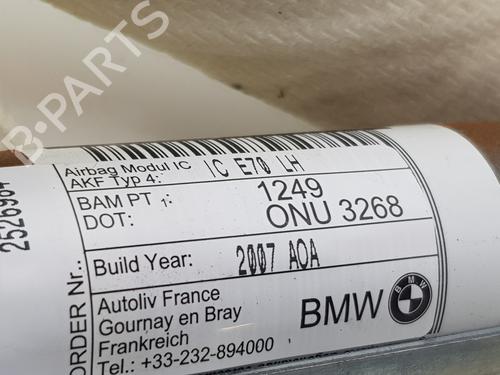 Airbag Modul IC IC E70 LH
AKF Typ 4:
BAM PT 1: 1249
DOT: ONU 3268
Build Year: 2007 AOA
Autoliv France
Gournay en Bray
Frankreich
Tel.: +33-232-894000
BMW
BMW
ORDER Nr.:
B-PARTS